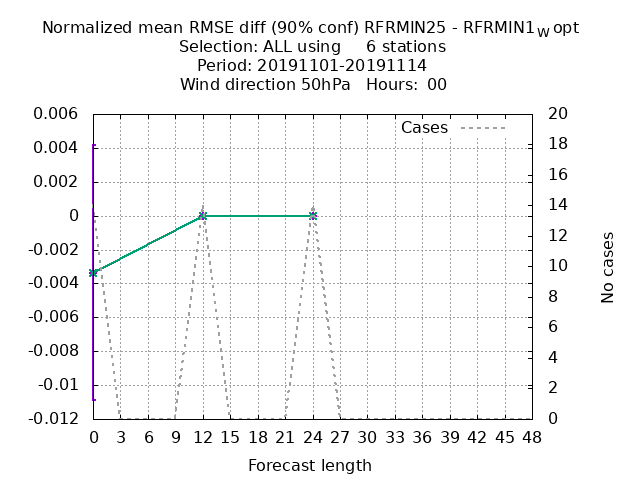 Normalized mean RMSE diff (90% conf) RFRMIN25 - RFRMIN1wopt
Selection: ALL using     6 stations
Period: 20191101-20191114
Wind direction 50hPa   Hours:  00
0.006
0.004
0.002
0
-0.002
-0.004
-0.006
-0.008
-0.01
-0.012
Cases
20
18
16
14
12
10
8
6
4
2
0
No cases
0 3 6 9 12 15 18 21 24 27 30 33 36 39 42 45 48
Forecast length